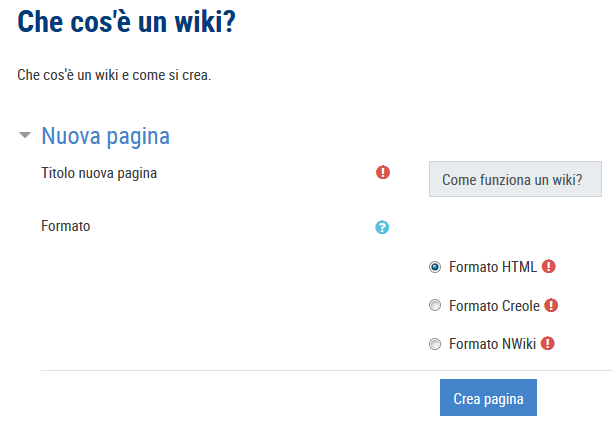 Che cos'è un wiki?
Che cos'è un wiki e come si crea.
Nuova pagina
Titolo nuova pagina
Come funziona un wiki?
Formato
Formato HTML
Formato Creole
Formato NWiki
Crea pagina